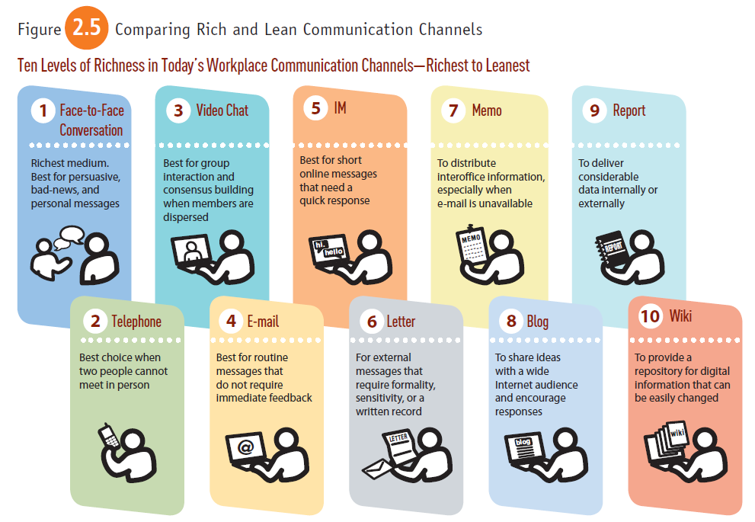 Figure 2.5 Comparing Rich and Lean Communication Channels
Ten Levels of Richness in Today's Workplace Communication Channels—Richest to Leanest
1 Face-to-Face
Conversation
Richest medium.
Best for persuasive,
bad-news, and
personal messages
2 Telephone
Best choice when
two people cannot
meet in person
3 Video Chat
Best for group
interaction and
consensus building
when members are
dispersed
4 E-mail
Best for routine
messages that
do not require
immediate feedback
@
5 IM
Best for short
online messages
that need a
quick response
hi,
hello
6 Letter
For external
messages that
require formality,
sensitivity, or a
written record
LETTER
7 Memo
To distribute
interoffice information,
especially when
e-mail is unavailable
MEMO
8 Blog
To share ideas
with a wide
Internet audience
and encourage
responses
blog
9 Report
To deliver
considerable
data internally or
externally
REPORT
10 Wiki
To provide a
repository for digital
information that can
be easily changed
wiki